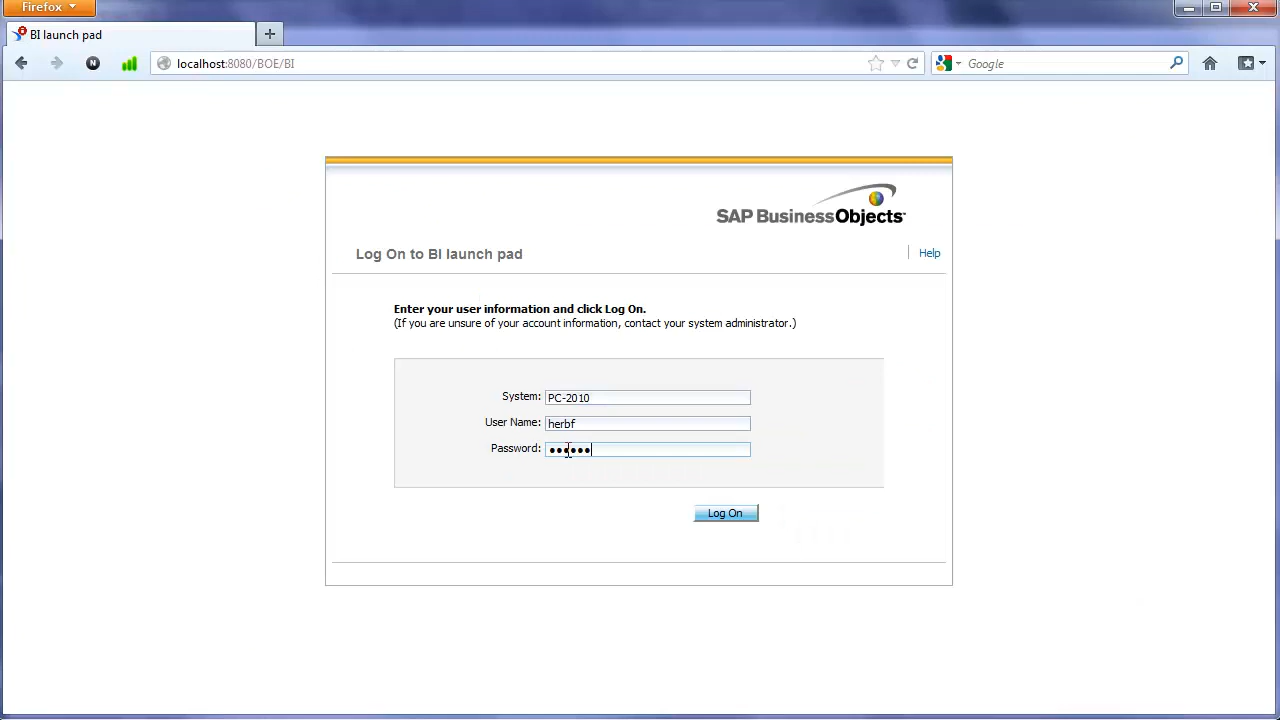 Firefox
BI launch pad
localhost:8080/BOE/BI
Google
SAP BusinessObjects™
Log On to BI launch pad
Help
Enter your user information and click Log On.
(If you are unsure of your account information, contact your system administrator.)
System: PC-2010
User Name: herbf
Password: ••••••
Log On